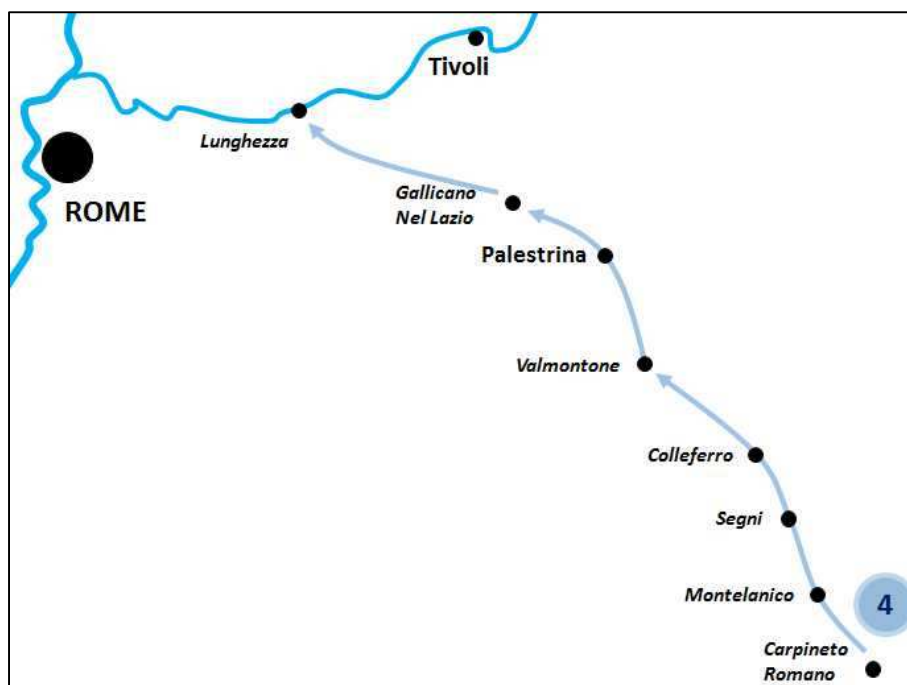 Tivoli
Lunghezza
ROME
Gallicano
Nel Lazio
Palestrina
Valmontone
Colleferro
Segni
Montelanico
4
Carpineto
Romano